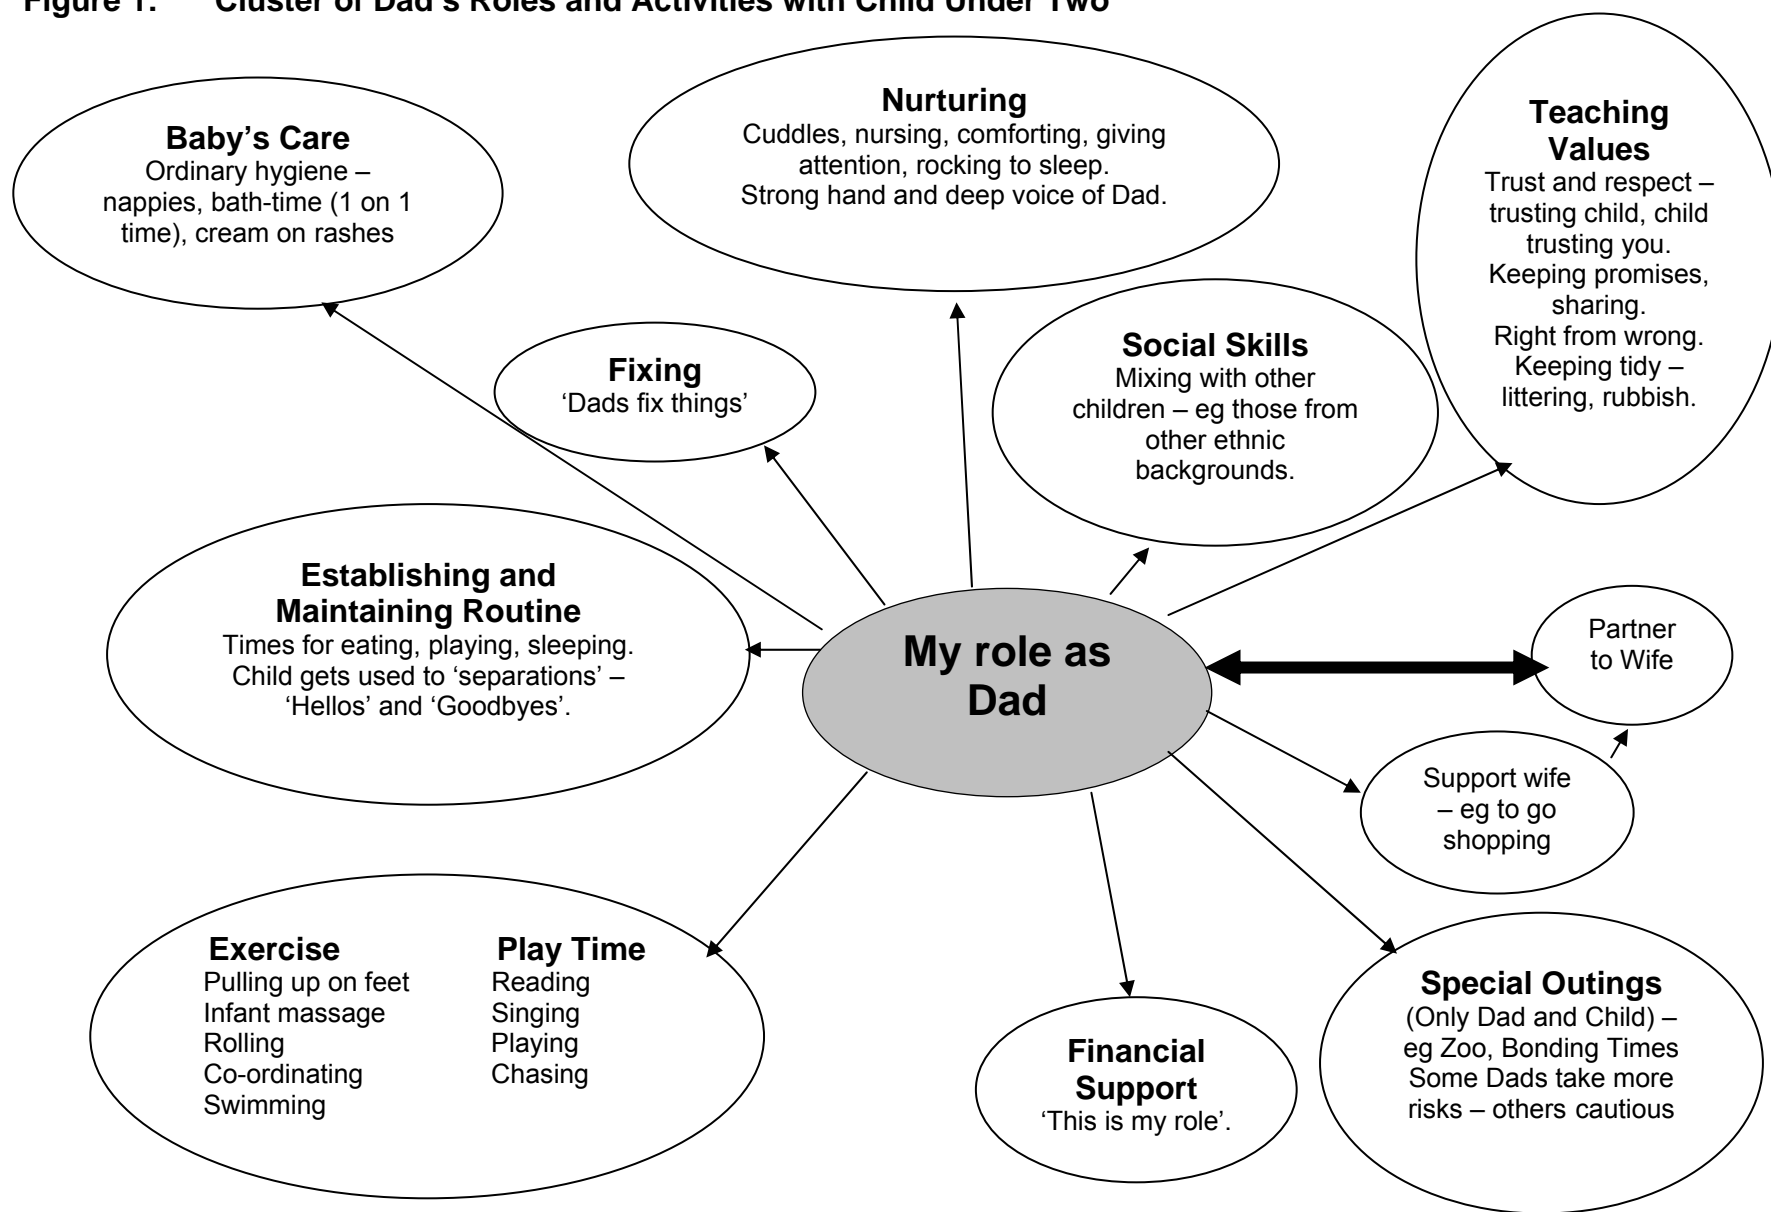 Figure 1: Cluster of Dad's Roles and Activities with Child Under Two
Baby’s Care
Ordinary hygiene –
nappies, bath-time (1 on 1
time), cream on rashes
Nurturing
Cuddles, nursing, comforting, giving
attention, rocking to sleep.
Strong hand and deep voice of Dad.
Teaching
Values
Trust and respect –
trusting child, child
trusting you.
Keeping promises,
sharing.
Right from wrong.
Keeping tidy –
littering, rubbish.
Fixing
‘Dads fix things’
Social Skills
Mixing with other
children – eg those from
other ethnic
backgrounds.
Establishing and
Maintaining Routine
Times for eating, playing, sleeping.
Child gets used to ‘separations’ –
‘Hellos’ and ‘Goodbyes’.
My role as
Dad
Partner
to Wife
Support wife
– eg to go
shopping
Exercise
Pulling up on feet
Infant massage
Rolling
Co-ordinating
Swimming
Play Time
Reading
Singing
Playing
Chasing
Financial
Support
‘This is my role’.
Special Outings
(Only Dad and Child) –
eg Zoo, Bonding Times
Some Dads take more
risks – others cautious